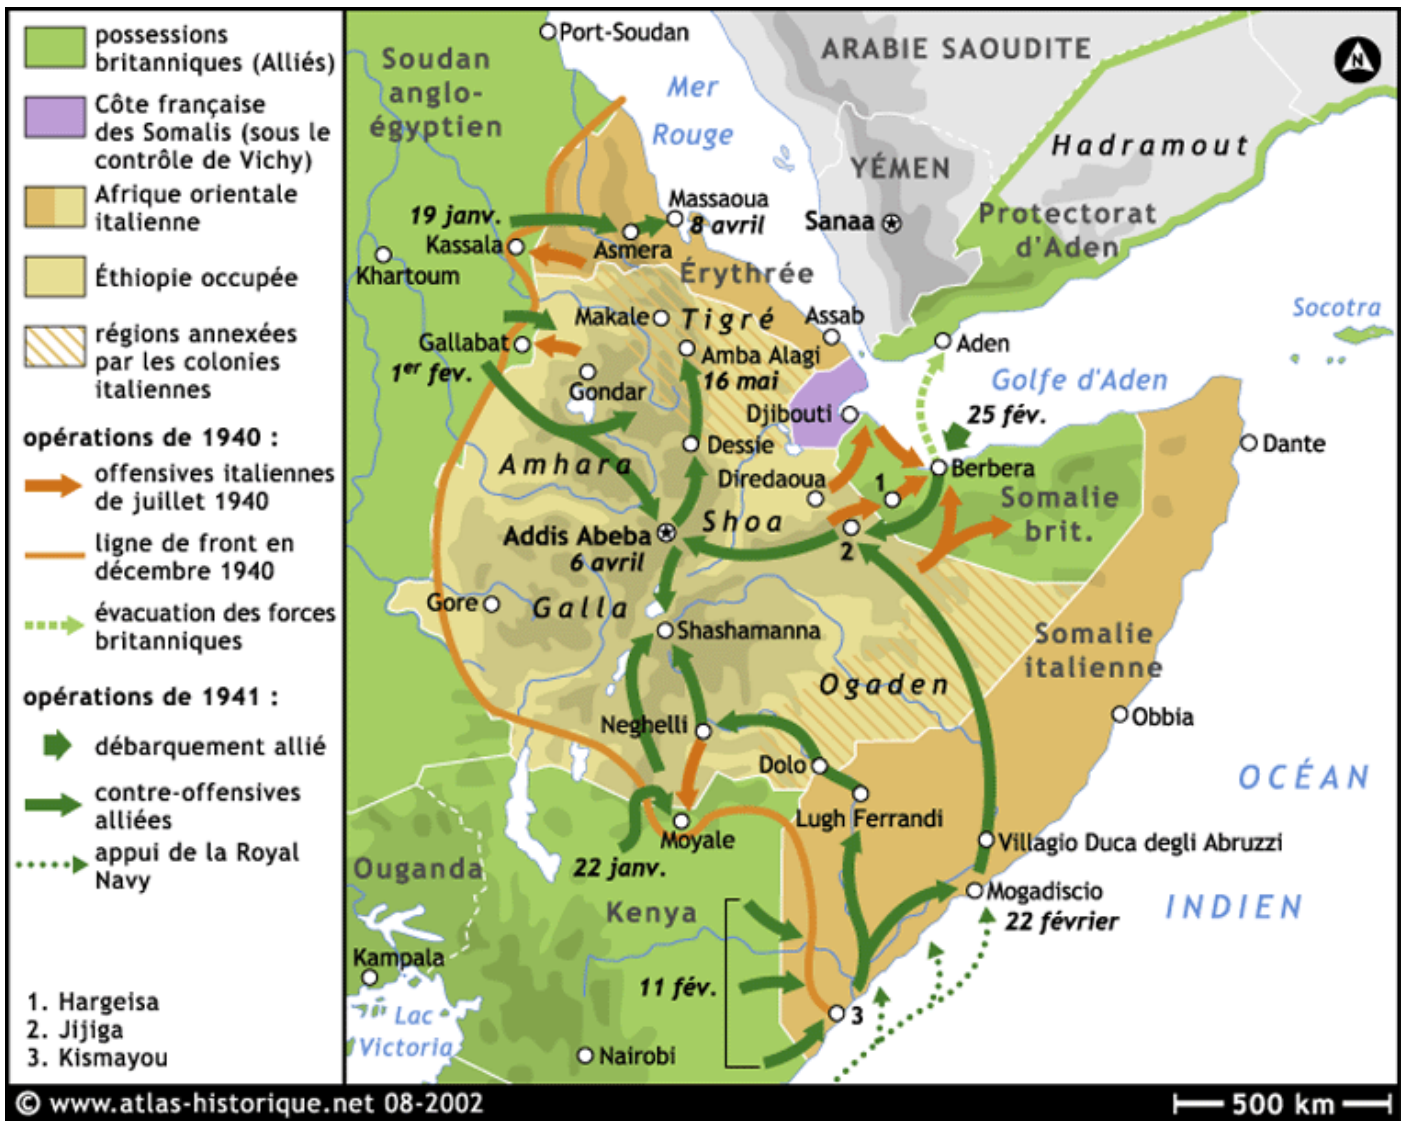 possessions
britanniques (Alliés)
Côte française
des Somalis (sous le
contrôle de Vichy)
Afrique orientale
italienne
Éthiopie occupée
régions annexées
par les colonies
italiennes
opérations de 1940 :
offensives italiennes
de juillet 1940
ligne de front en
décembre 1940
évacuation des forces
britanniques
opérations de 1941 :
débarquement allié
contre-offensives
alliées
appui de la Royal
Navy
1. Hargeisa
2. Jijiga
3. Kismayou
Port-Soudan
Soudan
anglo-
égyptien
Mer
Rouge
ARABIE SAOUDITE
N
Hadramout
YÉMEN
Sanaa
Protectorat
d'Aden
Massaoua
8 avril
19 janv.
Kassala
Asmera
Khartoum
Érythrée
Socotra
Makale
Tigré
Assab
Gallabat
1er fev.
Amba Alagi
16 mai
Aden
Golfe d'Aden
Gondar
Djibouti
25 fév.
Dessie
Dante
Amhara
Diredaoua
1
Berbera
Somalie
brit.
Shoa
Addis Abeba
6 avril
2
Gore
Galla
Shashamanna
Somalie
italienne
Ogaden
Neghelli
Obbia
Dolo
OCÉAN
Lugh Ferrandi
Moyale
Villagio Duca degli Abruzzi
Ouganda
22 janv.
Mogadiscio
22 février
INDIEN
Kenya
Kampala
11 fév.
3
Lac
Victoria
Nairobi
© www.atlas-historique.net 08-2002
500 km